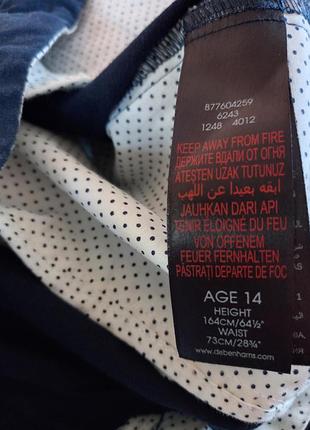 877604259
6243
1248 4012
KEEP AWAY FROM FIRE
ДЕРЖИТЕ ВДАЛИ ОТ ОГНЯ
ATESTEN UZAK TUTUNUZ
ابقه بعيدا عن اللهب
JAUHKAN DARI API
TENIR ÉLOIGNÉ DU FEU
VON OFFENEM
FEUER FERNHALTEN
PĂSTRAȚI DEPARTE DE FOC
AGE 14
HEIGHT
164CM/64½"
WAIST
73CM/28¾"
www.debenhams.com